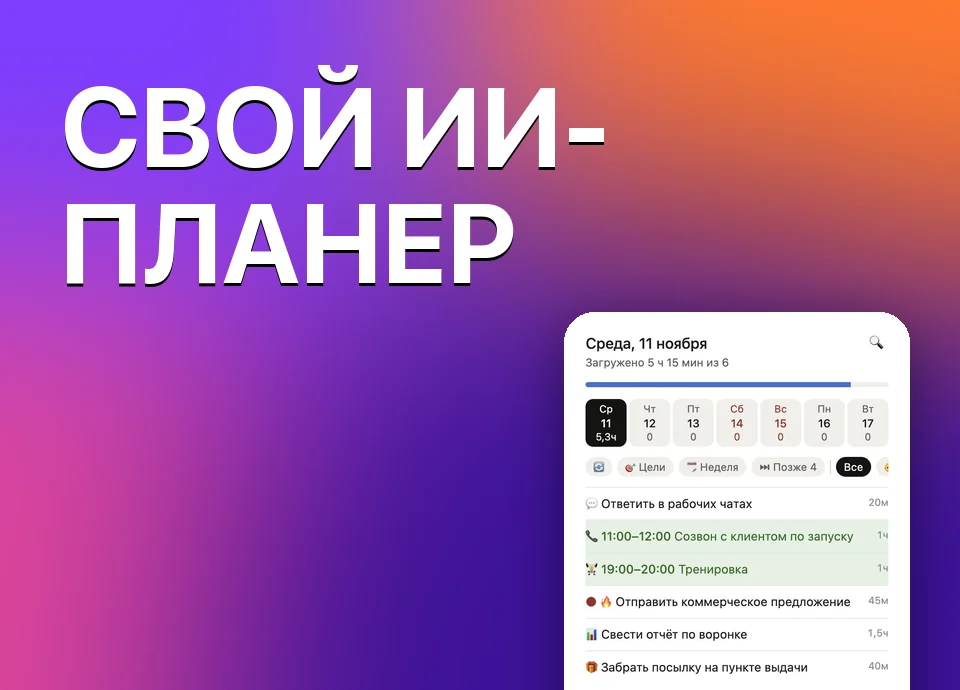 СВОЙ ИИ-
ПЛАНЕР
Среда, 11 ноября
Загружено 5 ч 15 мин из 6
Ср Чт Пт Сб Вс Пн Вт
11 12 13 14 15 16 17
5,3ч 0 0 0 0 0 0
Цели Неделя Позже 4 Все
Ответить в рабочих чатах 20м
11:00–12:00 Созвон с клиентом по запуску 1ч
19:00–20:00 Тренировка 1ч
Отправить коммерческое предложение 45м
Свести отчёт по воронке 1,5ч
Забрать посылку на пункте выдачи 40м